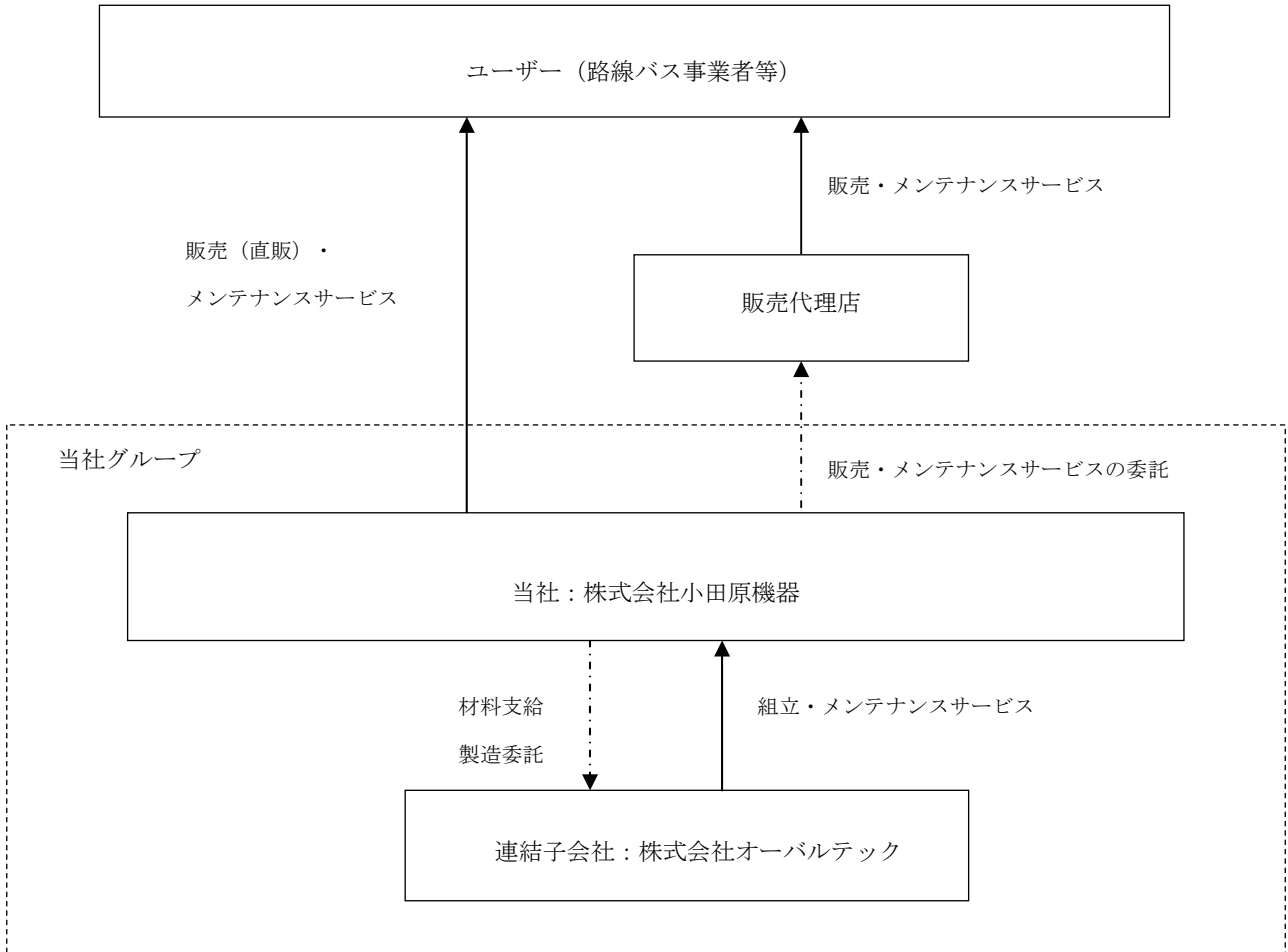 ユーザー（路線バス事業者等）
販売・メンテナンスサービス
販売（直販）・
メンテナンスサービス
販売代理店
当社グループ
販売・メンテナンスサービスの委託
当社：株式会社小田原機器
材料支給
製造委託
組立・メンテナンスサービス
連結子会社：株式会社オーバルテック